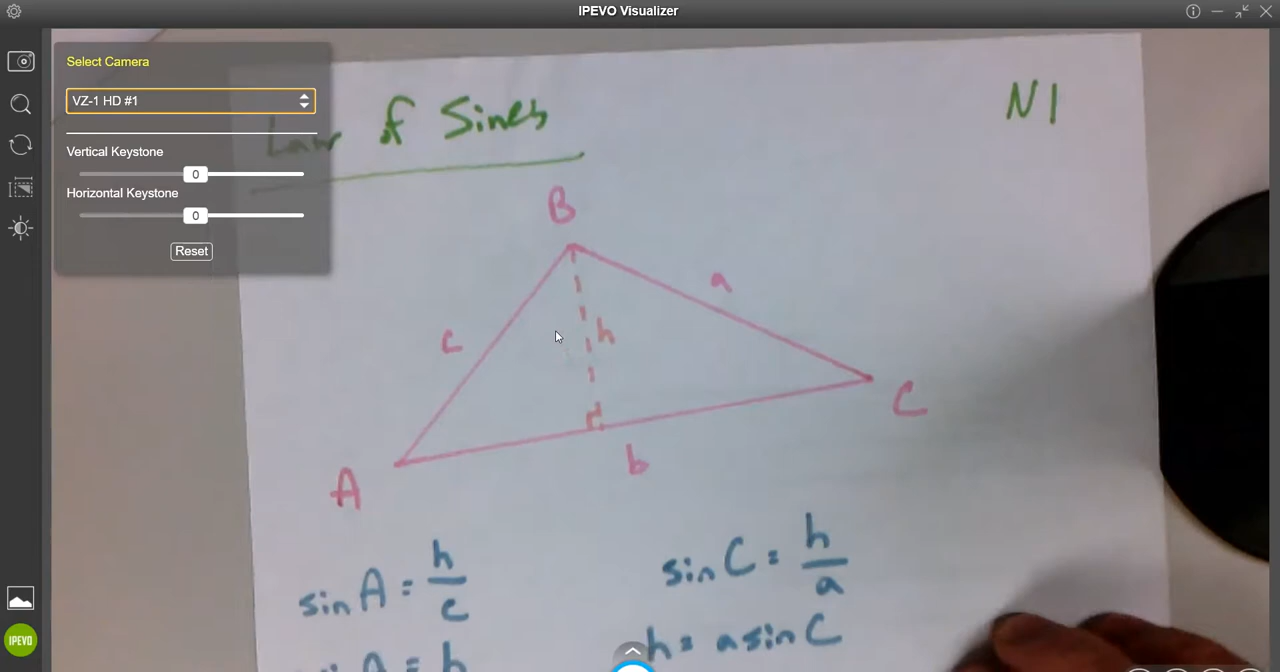 IPEVO Visualizer
Select Camera
VZ-1 HD #1
Vertical Keystone
0
Horizontal Keystone
0
Reset
Law of Sines
N1
B
a
c
h
C
b
A
sin A = h/c
sin C = h/a
h = a sin C
sin A = h
IPEVO